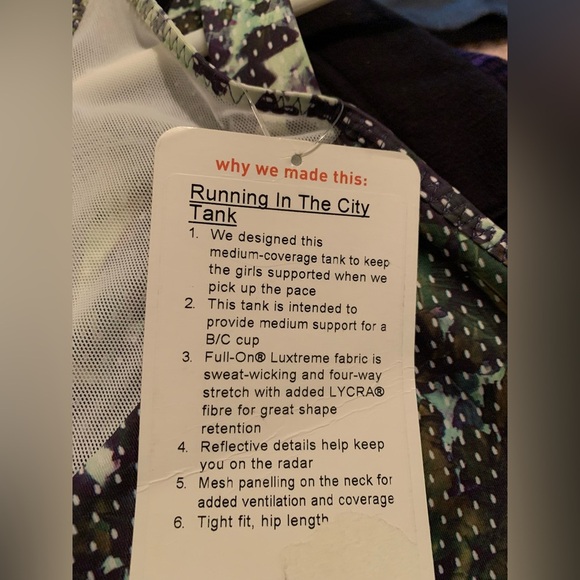 why we made this:
Running In The City
Tank
1. We designed this
medium-coverage tank to keep
the girls supported when we
pick up the pace
2. This tank is intended to
provide medium support for a
B/C cup
3. Full-On® Luxtreme fabric is
sweat-wicking and four-way
stretch with added LYCRA®
fibre for great shape
retention
4. Reflective details help keep
you on the radar
5. Mesh panelling on the neck for
added ventilation and coverage
6. Tight fit, hip length